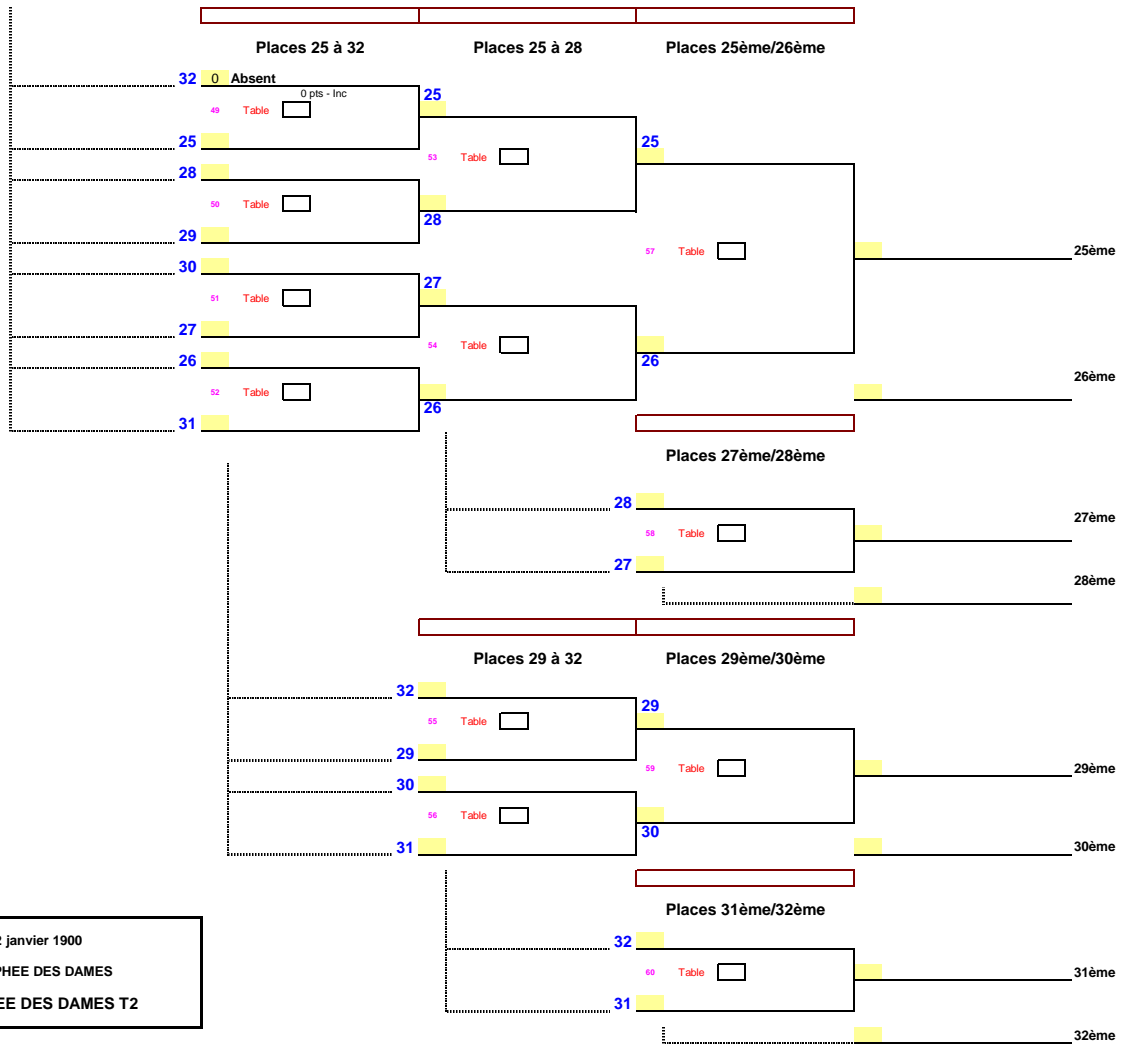 Places 25 à 32 Places 25 à 28 Places 25ème/26ème
32 0 Absent
0 pts - Inc
25
49 Table
25
25
53 Table
28
50 Table
28
29
57 Table
25ème
30
27
51 Table
27
54 Table
26
26
26ème
52 Table
26
31
Places 27ème/28ème
28
27ème
58 Table
27
28ème
Places 29 à 32 Places 29ème/30ème
32
29
55 Table
29
59 Table
29ème
30
56 Table
30
31
30ème
Places 31ème/32ème
janvier 1900
32
DES DAMES
60 Table
31ème
DES DAMES T2
31
32ème